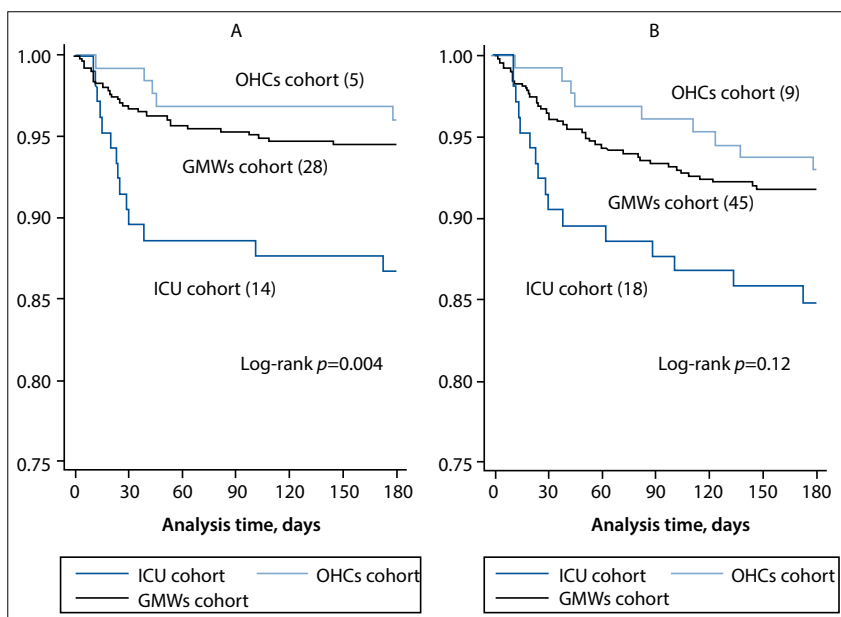 A
1.00
0.95
0.90
0.85
0.80
0.75
OHCs cohort (5)
GMWs cohort (28)
ICU cohort (14)
Log-rank p=0.004
0 30 60 90 120 150 180
Analysis time, days
ICU cohort OHCs cohort
GMWs cohort
B
1.00
0.95
0.90
0.85
0.80
0.75
OHCs cohort (9)
GMWs cohort (45)
ICU cohort (18)
Log-rank p=0.12
0 30 60 90 120 150 180
Analysis time, days
ICU cohort OHCs cohort
GMWs cohort